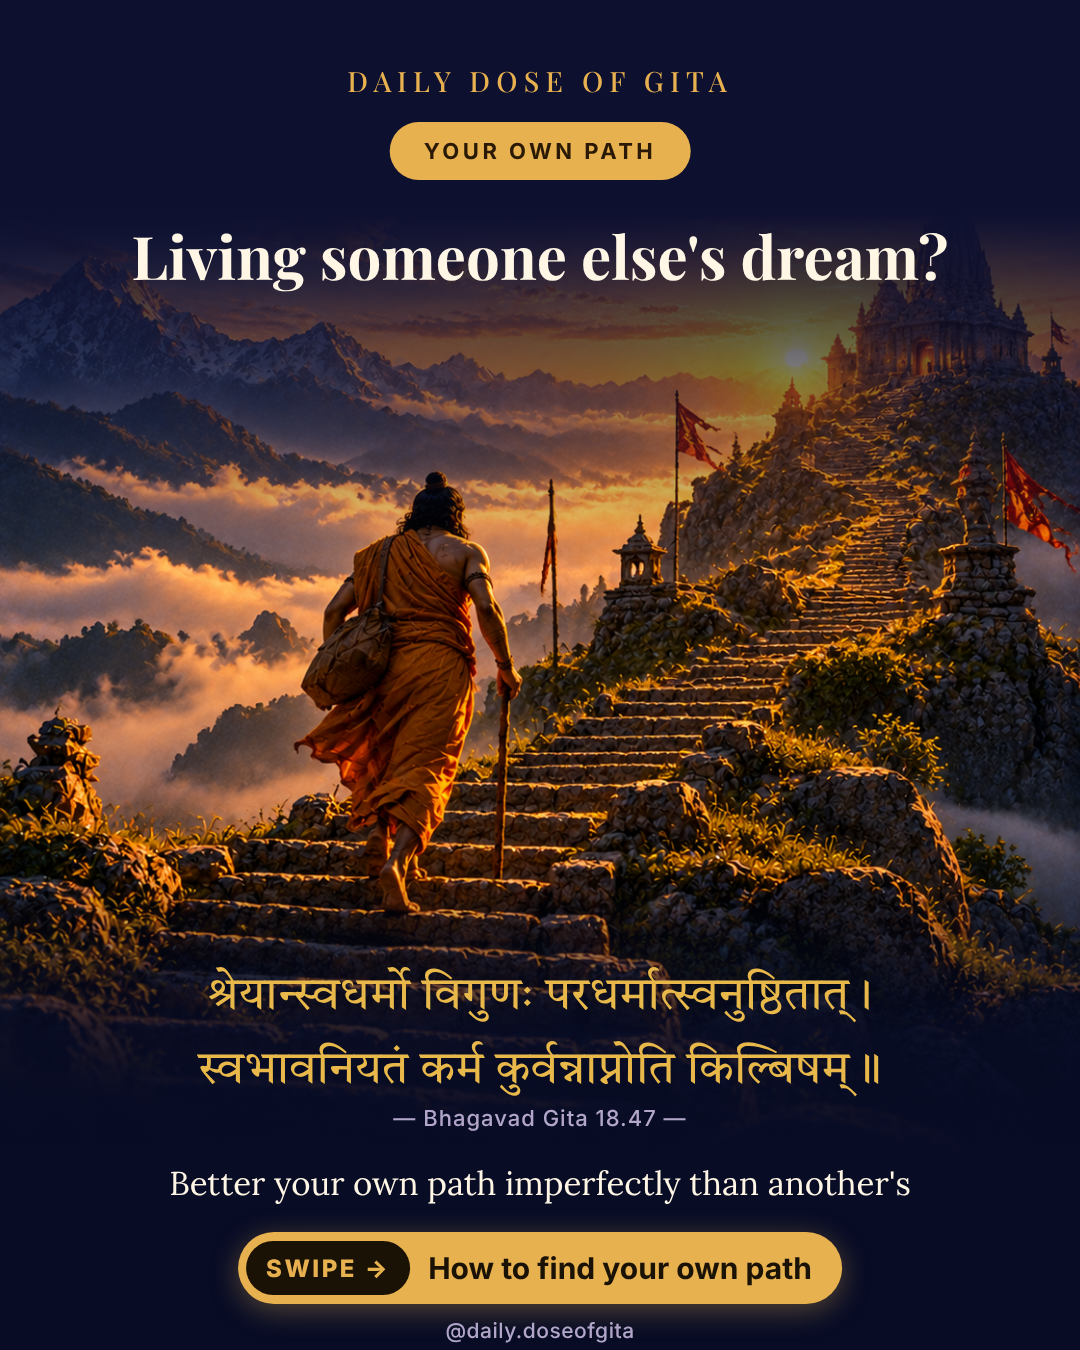 DAILY DOSE OF GITA
YOUR OWN PATH
Living someone else's dream?
श्रेयान्स्वधर्मो विगुणः परधर्मात्स्वनुष्ठितात् ।
स्वभावनियतं कर्म कुर्वन्नाप्नोति किल्बिषम् ॥
— Bhagavad Gita 18.47 —
Better your own path imperfectly than another's
SWIPE → How to find your own path
@daily.doseofgita